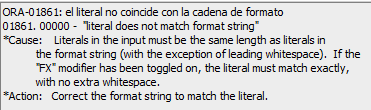 ORA-01861: el literal no coincide con la cadena de formato
01861. 00000 - "literal does not match format string"
*Cause: Literals in the input must be the same length as literals in
the format string (with the exception of leading whitespace). If the
"FX" modifier has been toggled on, the literal must match exactly,
with no extra whitespace.
*Action: Correct the format string to match the literal.